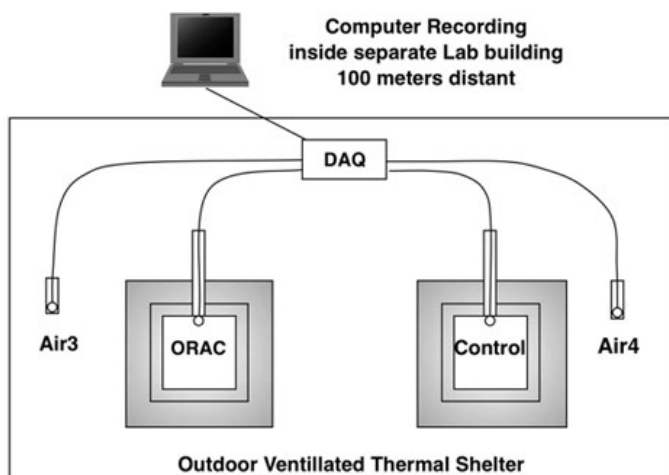 Computer Recording
inside separate Lab building
100 meters distant
DAQ
Air3
ORAC
Control
Air4
Outdoor Ventillated Thermal Shelter